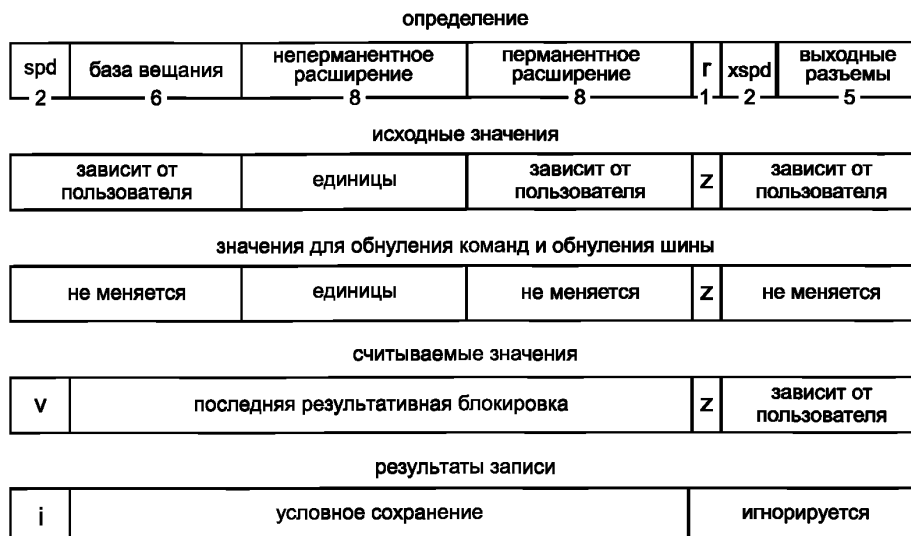 определение
spd
база вещания
неперманентное
расширение
перманентное
расширение
r
xspd
выходные
разъемы
2
6
8
8
1
2
5
исходные значения
зависит от
пользователя
единицы
зависит от
пользователя
z
зависит от
пользователя
значения для обнуления команд и обнуления шины
не меняется
единицы
не меняется
z
не меняется
считываемые значения
v
последняя результативная блокировка
z
зависит от
пользователя
результаты записи
i
условное сохранение
игнорируется